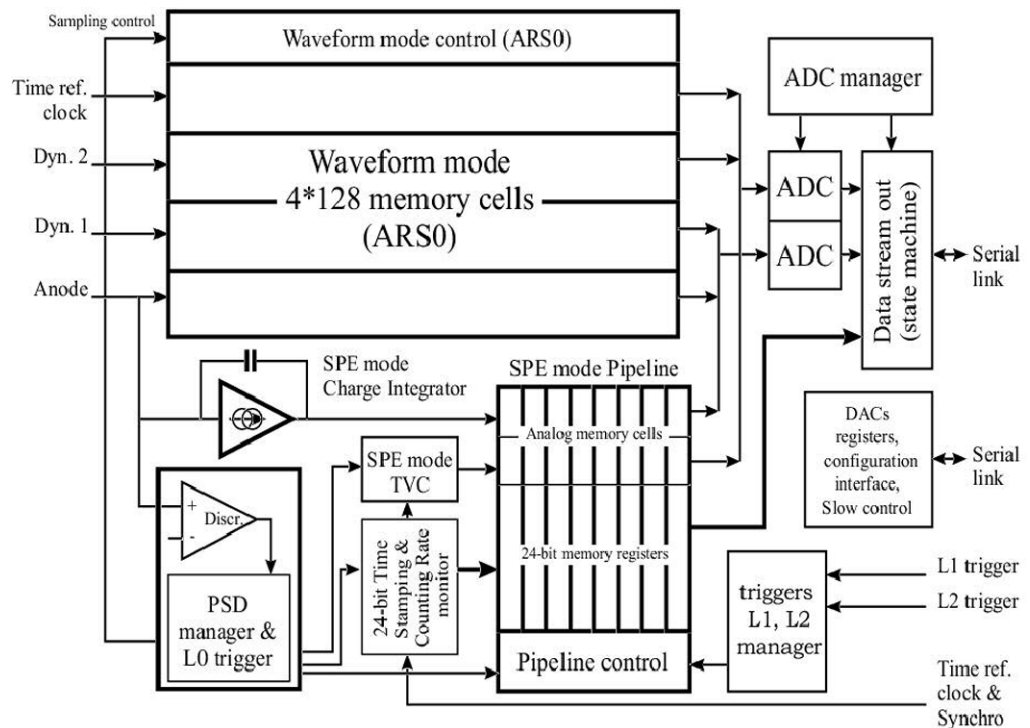 Sampling control
Waveform mode control (ARS0)
Time ref.
clock
Dyn. 2
Dyn. 1
Anode
Waveform mode
4*128 memory cells
(ARS0)
ADC manager
ADC
ADC
Data stream out
(state machine)
Serial
link
SPE mode
Charge Integrator
SPE mode Pipeline
Analog memory cells
24-bit memory registers
Pipeline control
SPE mode
TVC
24-bit Time
Stamping &
Counting Rate
monitor
+
-
Discr.
PSD
manager &
L0 trigger
DACs
registers,
configuration
interface,
Slow control
Serial
link
triggers
L1, L2
manager
L1 trigger
L2 trigger
Time ref.
clock &
Synchro